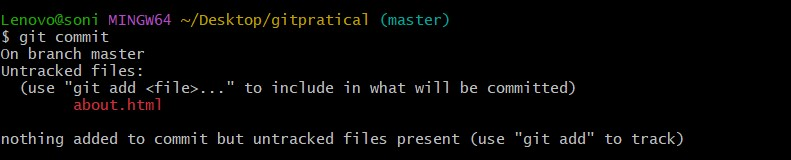 Lenovo@soni MINGW64 ~/Desktop/gitpratical (master)
$ git commit
On branch master
Untracked files:
  (use "git add <file>..." to include in what will be committed)
        about.html

nothing added to commit but untracked files present (use "git add" to track)